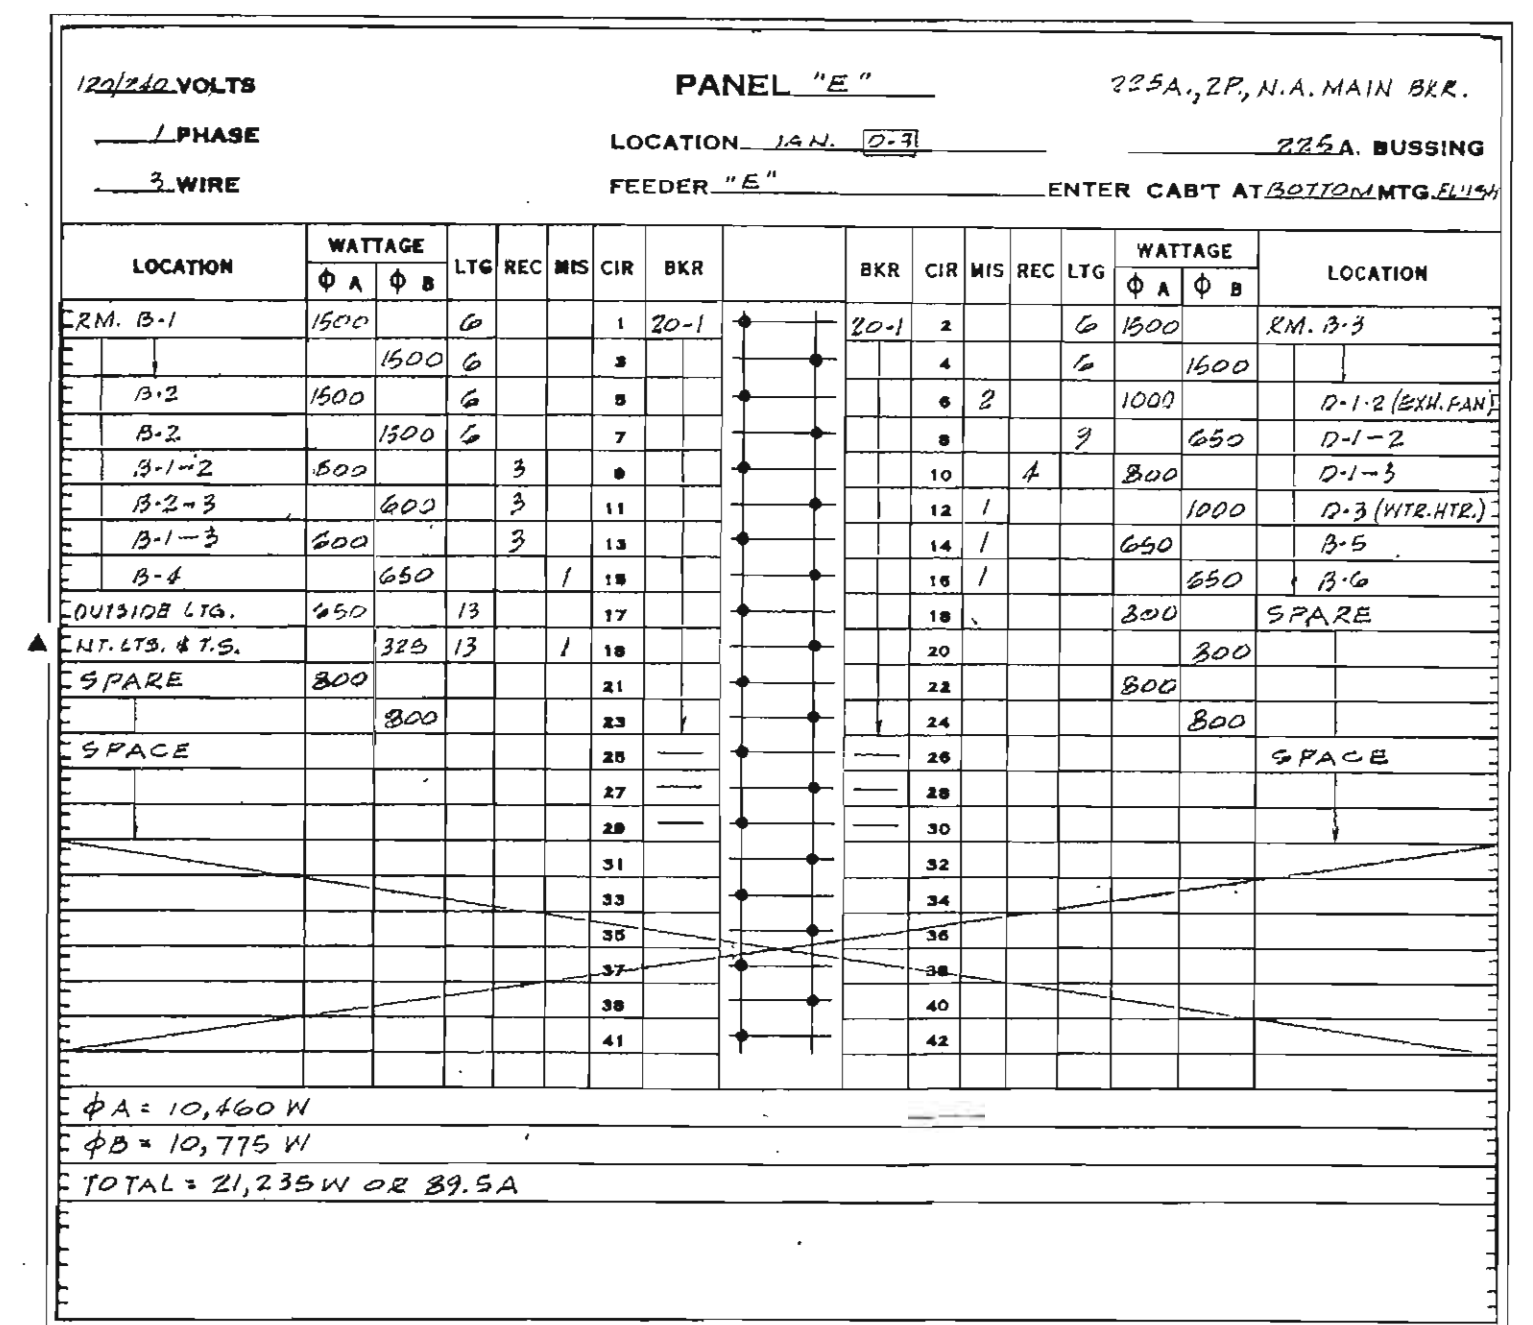 120/240 VOLTS PANEL "E" 225A., 2P., N.A. MAIN BKR.
1 PHASE LOCATION JAN. D-3 225 A. BUSSING
3 WIRE FEEDER "E" ENTER CAB'T AT BOTTOM MTG. FLUSH
LOCATION WATTAGE LTG REC MIS CIR BKR BKR CIR MIS REC LTG WATTAGE LOCATION
ϕ A ϕ B ϕ A ϕ B
RM. B-1 1500 6 1 20-1 20-1 2 6 1500 RM. B-3
1500 6 3 4 6 1500
B-2 1500 6 5 6 2 1000 D-1-2 (EXH. FAN)
B-2 1500 6 7 8 9 650 D-1-2
B-1-2 3 9 10 4 800 D-1-3
B-2-3 600 3 11 12 1 1000 D-3 (WTR. HTR.)
B-1-3 600 3 13 14 1 650 B-5
B-4 650 1 15 16 1 650 B-6
OUTSIDE LTG. 650 13 17 18 800 SPARE
NT. LTS. & T.S. 325 13 1 19 20 800
SPARE 800 21 22 800
800 23 24 800
SPACE 25 — — 26 SPACE
27 — — 28
29 — — 30
31 32
33 34
35 36
37 38
39 40
41 42
ϕA = 10,460 W
ϕB = 10,775 W
TOTAL = 21,235 W OR 89.5A